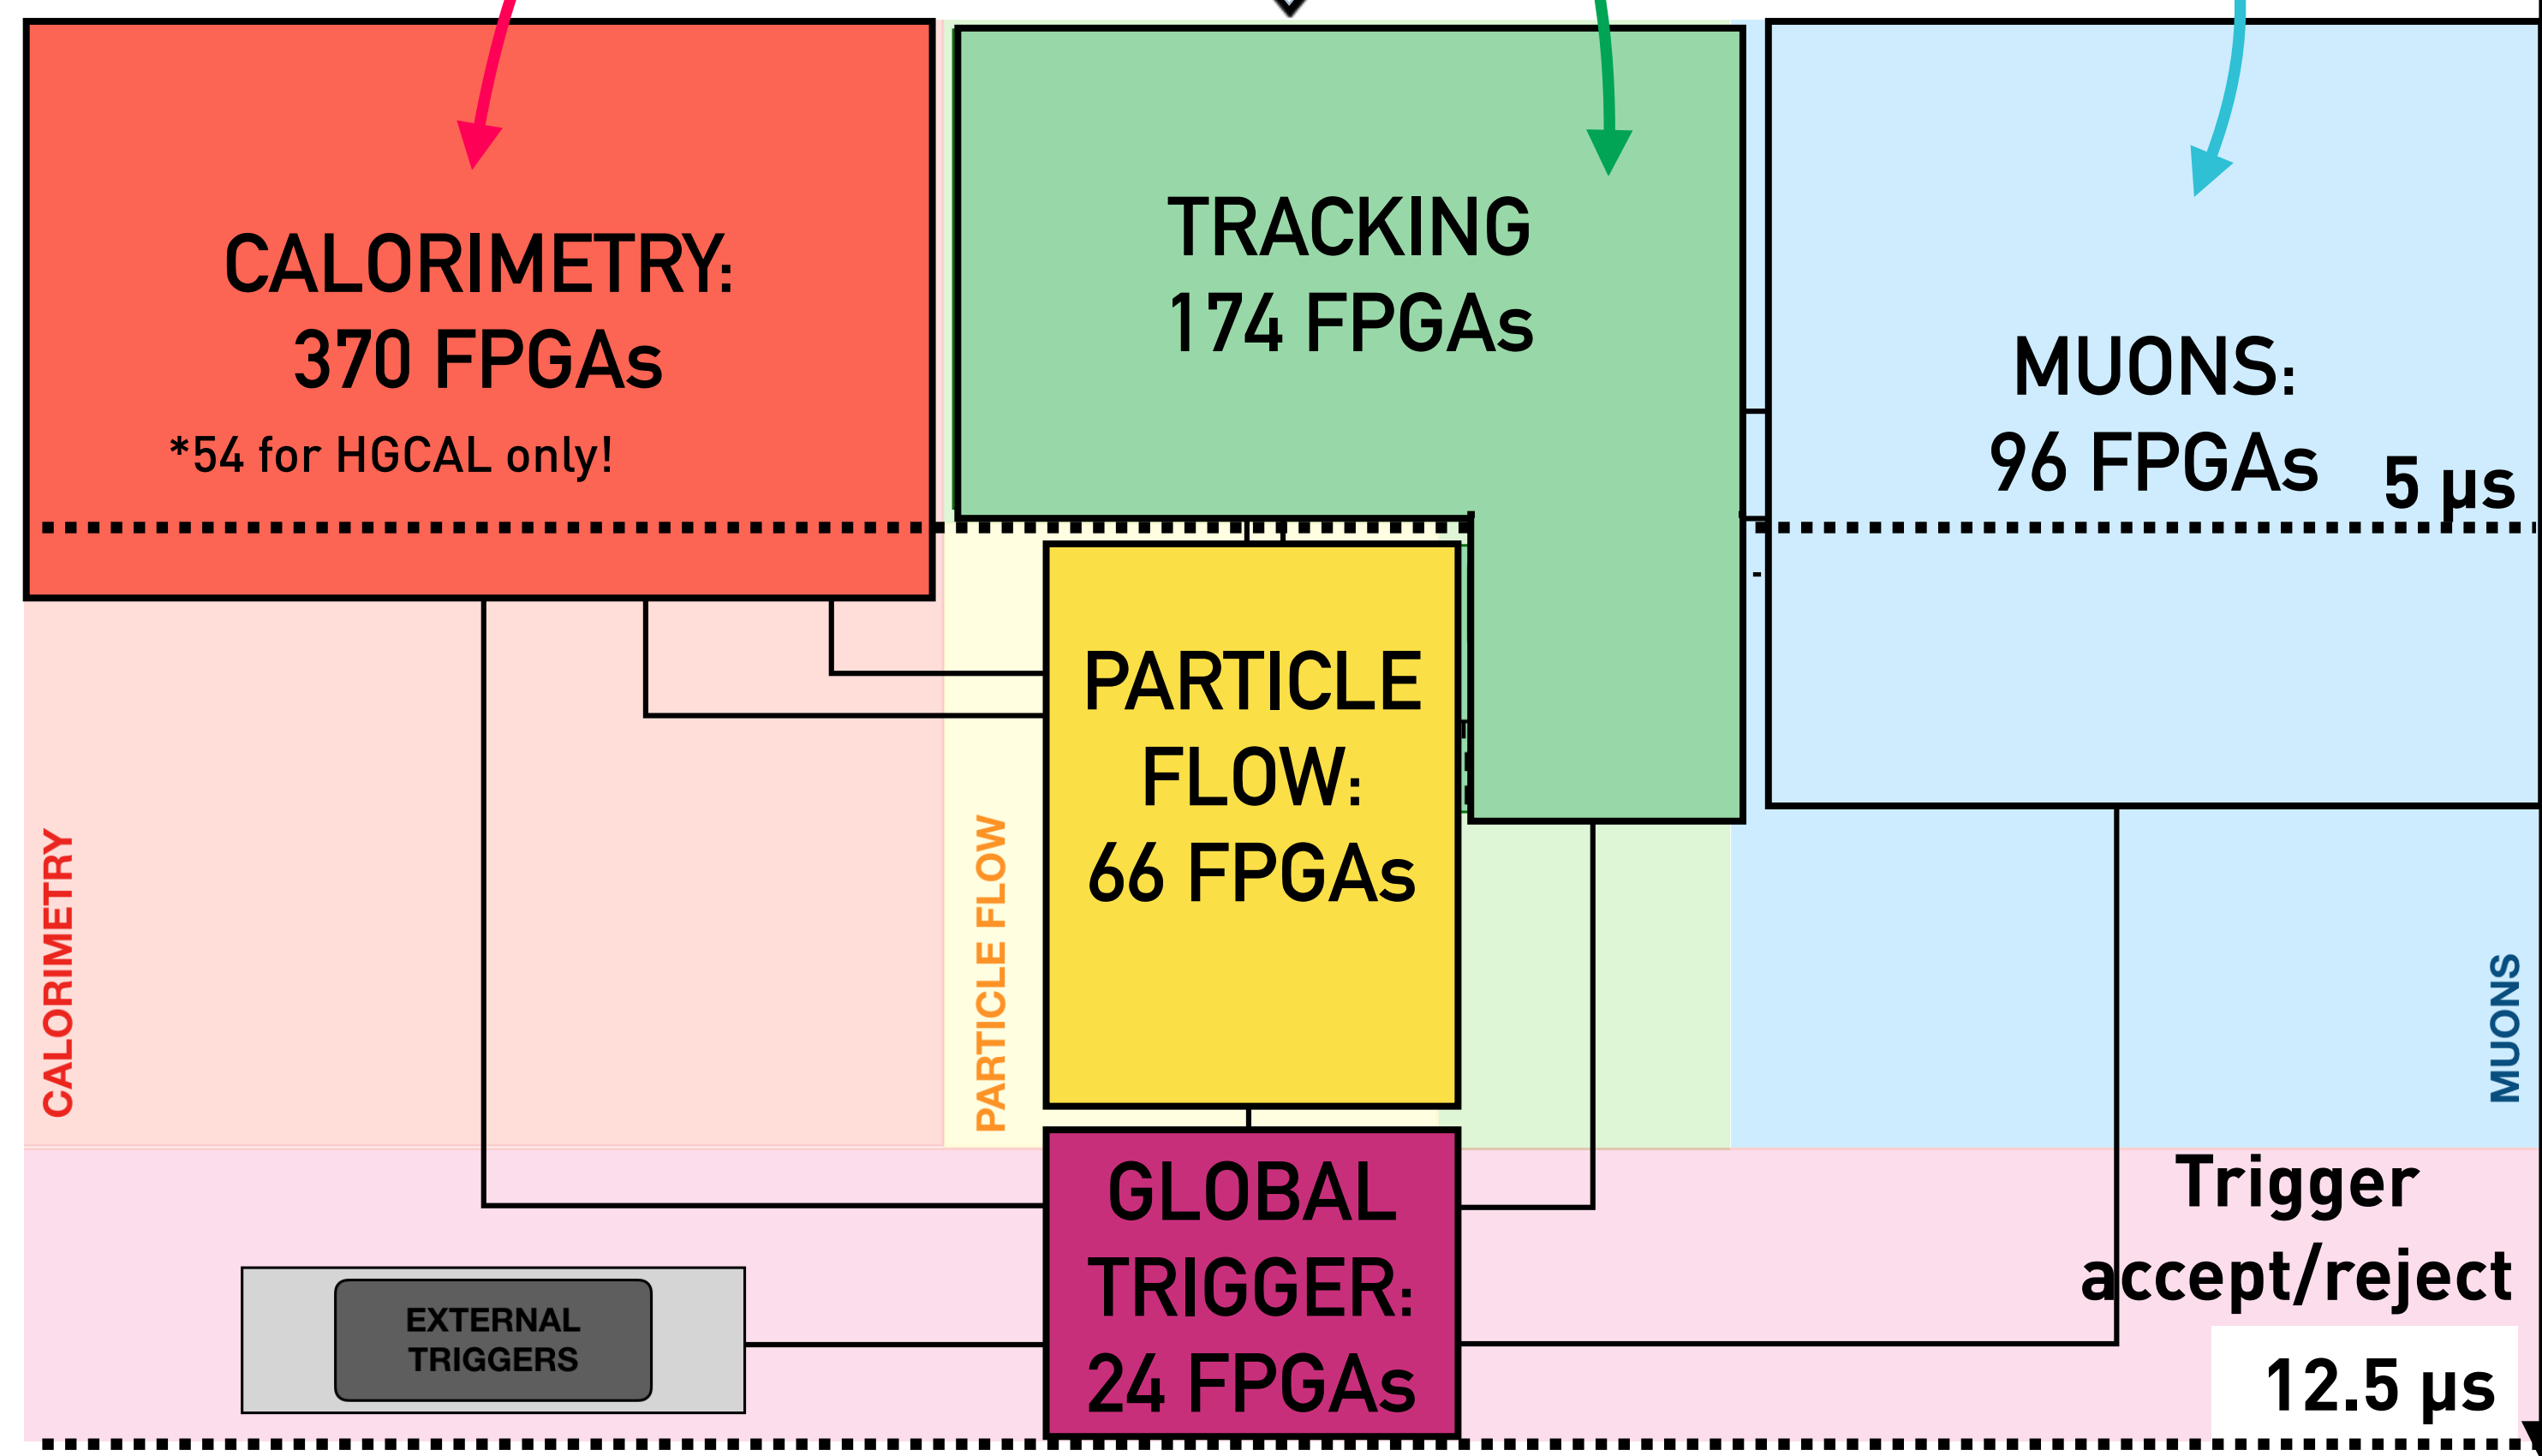 CALORIMETRY:
370 FPGAs
*54 for HGCAL only!
TRACKING
174 FPGAs
MUONS:
96 FPGAs
5 µs
PARTICLE
FLOW:
66 FPGAs
CALORIMETRY
PARTICLE FLOW
MUONS
GLOBAL
TRIGGER:
24 FPGAs
EXTERNAL
TRIGGERS
Trigger
accept/reject
12.5 µs